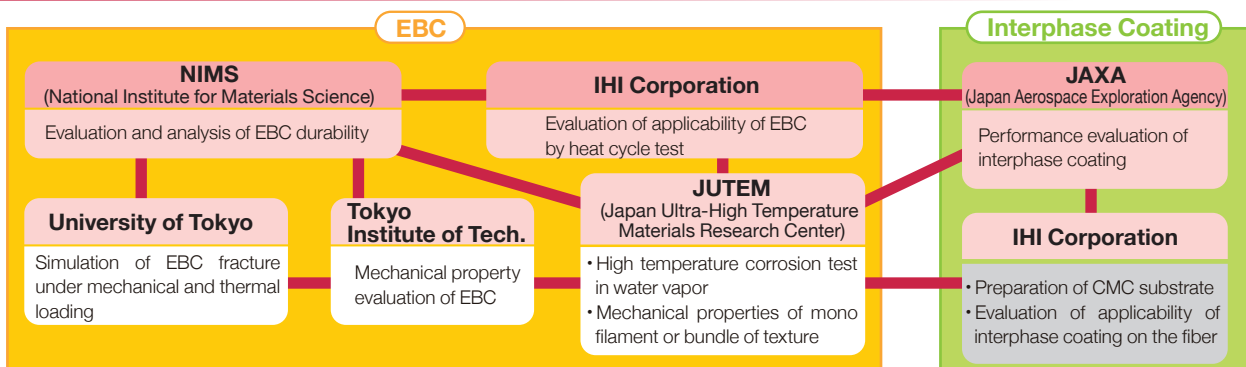 EBC
NIMS
(National Institute for Materials Science)
Evaluation and analysis of EBC durability
IHI Corporation
Evaluation of applicability of EBC
by heat cycle test
University of Tokyo
Simulation of EBC fracture
under mechanical and thermal
loading
Tokyo
Institute of Tech.
Mechanical property
evaluation of EBC
JUTEM
(Japan Ultra-High Temperature
Materials Research Center)
• High temperature corrosion test
in water vapor
• Mechanical properties of mono
filament or bundle of texture
Interphase Coating
JAXA
(Japan Aerospace Exploration Agency)
Performance evaluation of
interphase coating
IHI Corporation
• Preparation of CMC substrate
• Evaluation of applicability of
interphase coating on the fiber